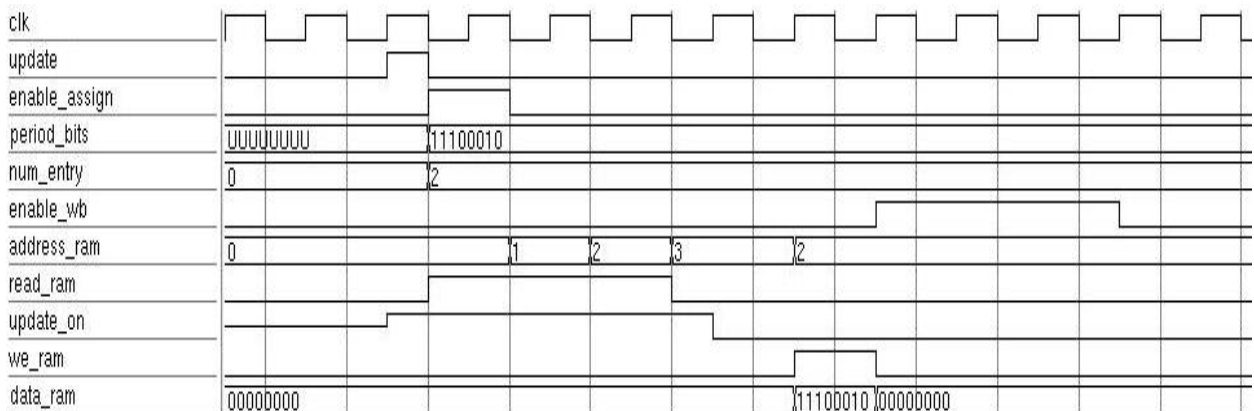 clk
update
enable_assign
period_bits UUUUUUUU 11100010
num_entry 0 2
enable_wb
address_ram 0 1 2 3 2
read_ram
update_on
we_ram
data_ram 00000000 11100010 00000000